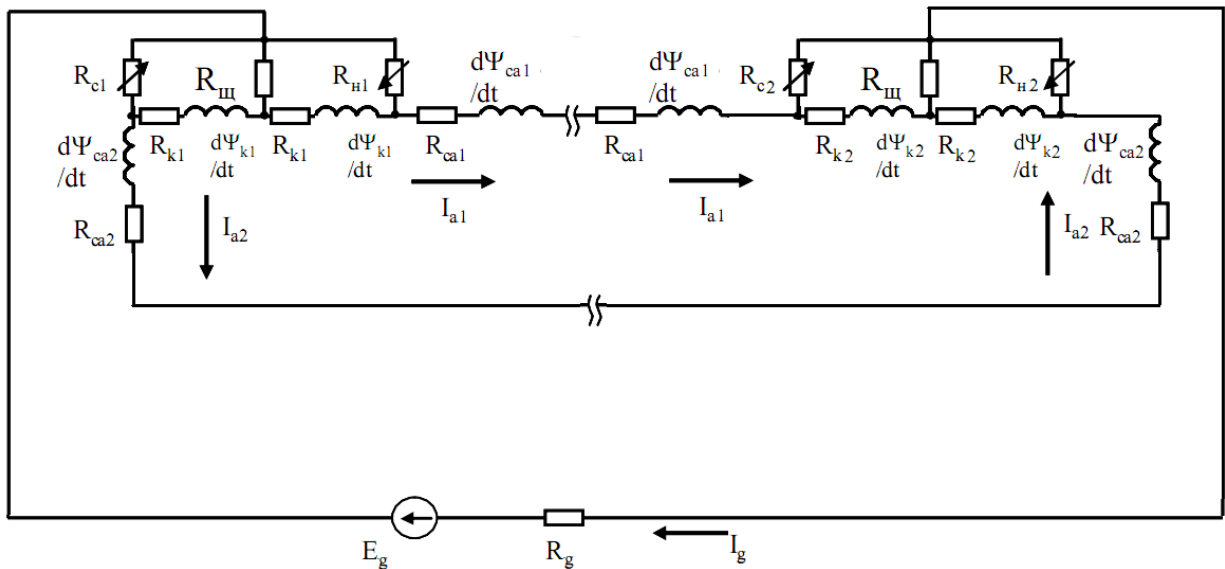 dΨca1
/dt
dΨca1
/dt
Rc1
Rщ
Rн1
Rc2
Rщ
Rн2
dΨca2
/dt
Rk1
dΨk1
/dt
Rk1
dΨk1
/dt
Rca1
Rca1
Rk2
dΨk2
/dt
Rk2
dΨk2
/dt
dΨca2
/dt
Ia1
Ia1
Rca2
Ia2
Ia2
Rca2
Eg
Rg
Ig